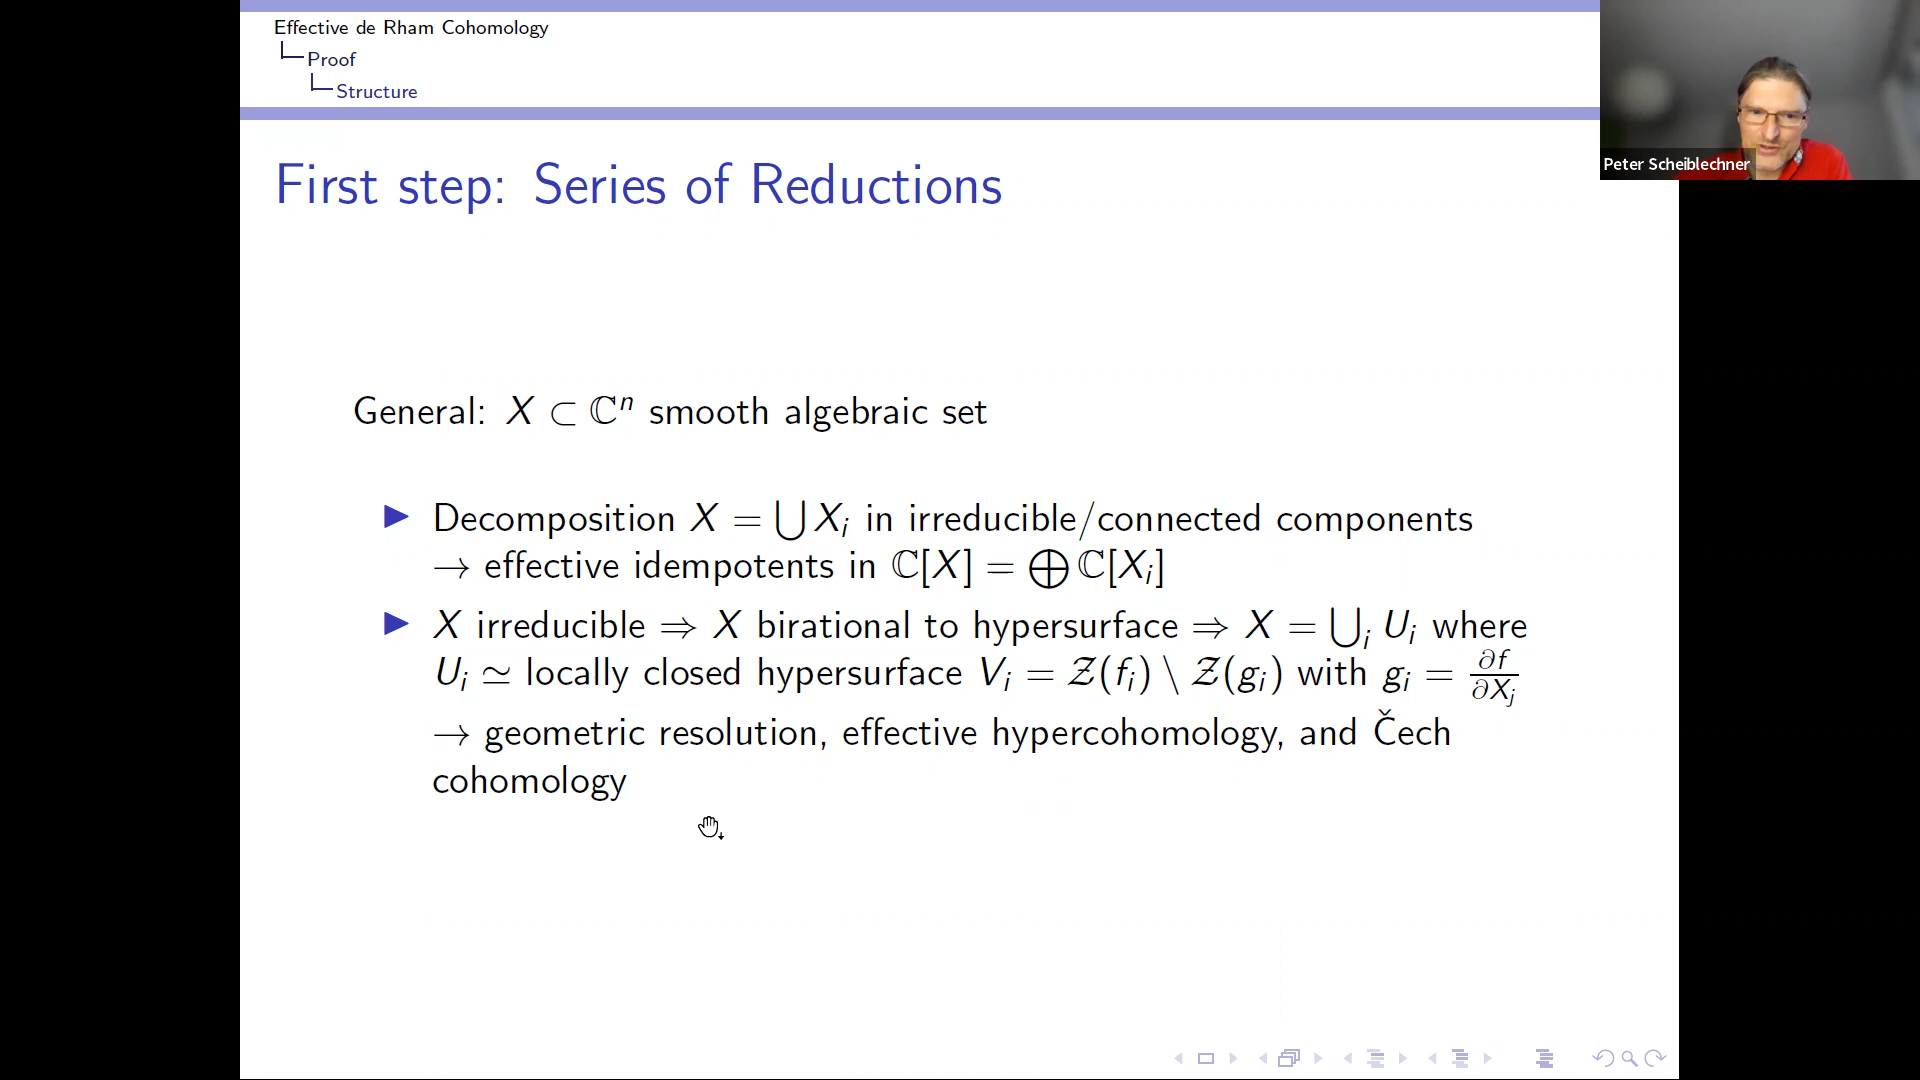 Effective de Rham Cohomology
Proof
Structure
Peter Scheiblechner
First step: Series of Reductions
General: X ⊂ ℂⁿ smooth algebraic set
Decomposition X = ⋃ Xᵢ in irreducible/connected components
→ effective idempotents in ℂ[X] = ⨁ ℂ[Xᵢ]
X irreducible ⇒ X birational to hypersurface ⇒ X = ⋃ᵢ Uᵢ where
Uᵢ ≃ locally closed hypersurface Vᵢ = 𝒵(fᵢ) \ 𝒵(gᵢ) with gᵢ = ∂f/∂Xⱼ
→ geometric resolution, effective hypercohomology, and Čech
cohomology